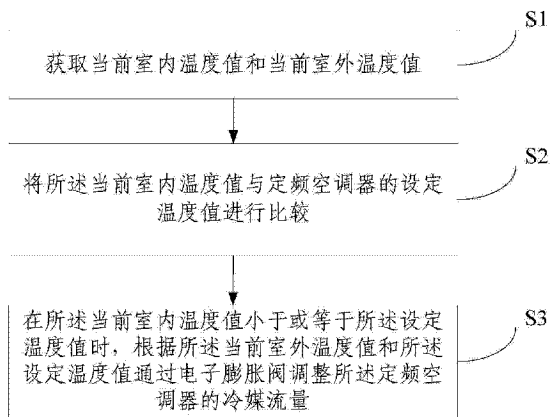 S1
获取当前室内温度值和当前室外温度值
S2
将所述当前室内温度值与定频空调器的设定
温度值进行比较
S3
在所述当前室内温度值小于或等于所述设定
温度值时，根据所述当前室外温度值和所述
设定温度值通过电子膨胀阀调整所述定频空
调器的冷媒流量